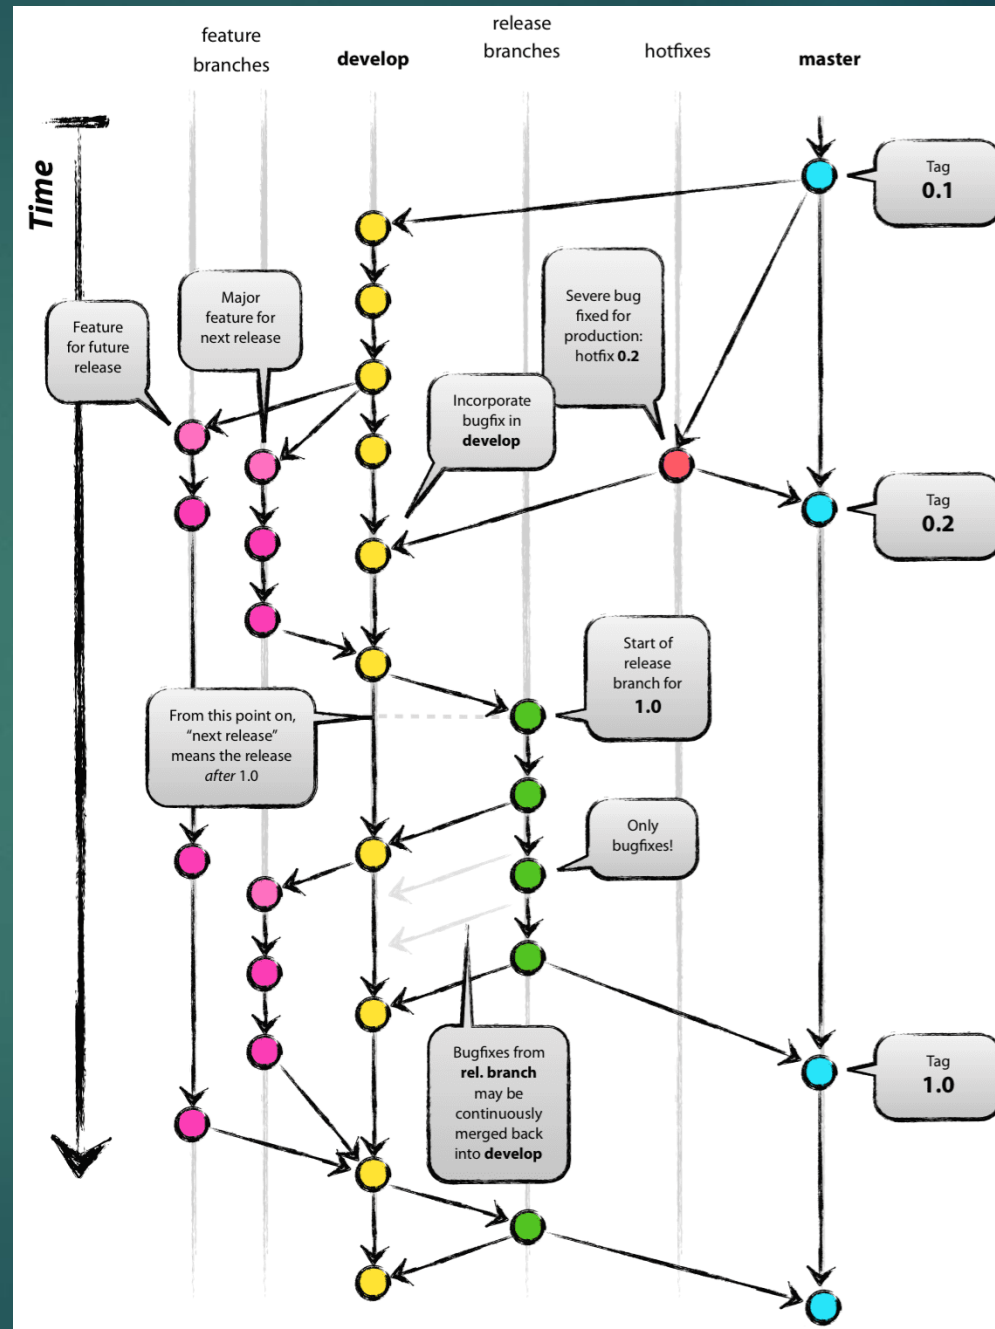 feature
branches
develop
release
branches
hotfixes
master
Time
Tag
0.1
Severe bug
fixed for
production:
hotfix 0.2
Major
feature for
next release
Feature
for future
release
Incorporate
bugfix in
develop
Tag
0.2
Start of
release
branch for
1.0
From this point on,
“next release”
means the release
after 1.0
Only
bugfixes!
Bugfixes from
rel. branch
may be
continuously
merged back
into develop
Tag
1.0